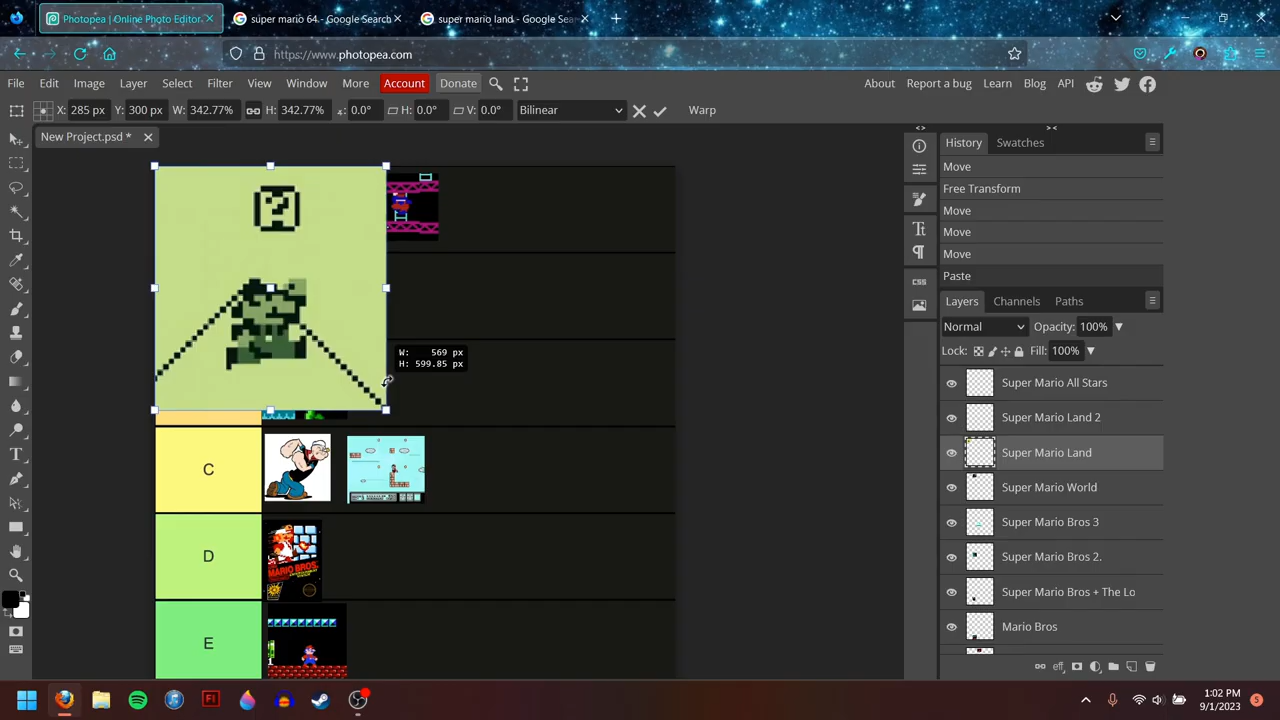 Photopea | Online Photo Editor
super mario 64 - Google Search
super mario land - Google Sea
https://www.photopea.com
File Edit Image Layer Select Filter View Window More Account Donate
About Report a bug Learn Blog API
X: 285 px Y: 300 px W: 342.77% H: 342.77% 0.0° H: 0.0° V: 0.0° Bilinear Warp
New Project.psd *
History Swatches
Move
Free Transform
Move
Move
Move
Paste
Layers Channels Paths
Normal Opacity: 100%
Lock: Fill: 100%
Super Mario All Stars
Super Mario Land 2
Super Mario Land
Super Mario World
Super Mario Bros 3
Super Mario Bros 2.
Super Mario Bros + The Lo
Mario Bros
CSS
?
W: 569 px
H: 599.85 px
C
D
MARIO BROS
E
1:02 PM
9/1/2023
5